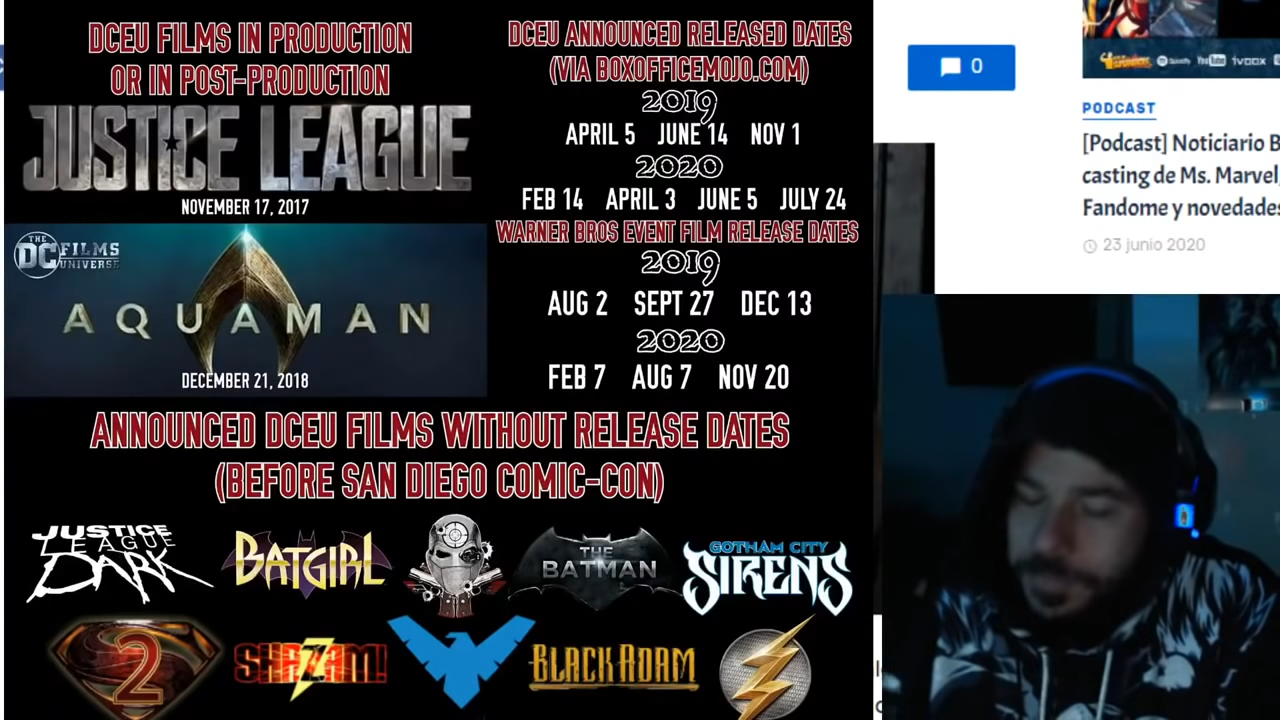 DCEU FILMS IN PRODUCTION
OR IN POST-PRODUCTION
JUSTICE LEAGUE
NOVEMBER 17, 2017
THE
DC FILMS
UNIVERSE
AQUAMAN
DECEMBER 21, 2018
DCEU ANNOUNCED RELEASED DATES
(VIA BOXOFFICEMOJO.COM)
2019
APRIL 5 JUNE 14 NOV 1
2020
FEB 14 APRIL 3 JUNE 5 JULY 24
WARNER BROS EVENT FILM RELEASE DATES
2019
AUG 2 SEPT 27 DEC 13
2020
FEB 7 AUG 7 NOV 20
ANNOUNCED DCEU FILMS WITHOUT RELEASE DATES
(BEFORE SAN DIEGO COMIC-CON)
JUSTICE
LEAGUE
DARK
BATGIRL
THE
BATMAN
GOTHAM CITY
SIRENS
2
SHAZAM!
BLACK ADAM
0
Spotify YouTube iVOOX
PODCAST
[Podcast] Noticiario B
casting de Ms. Marvel,
Fandome y novedades
23 junio 2020